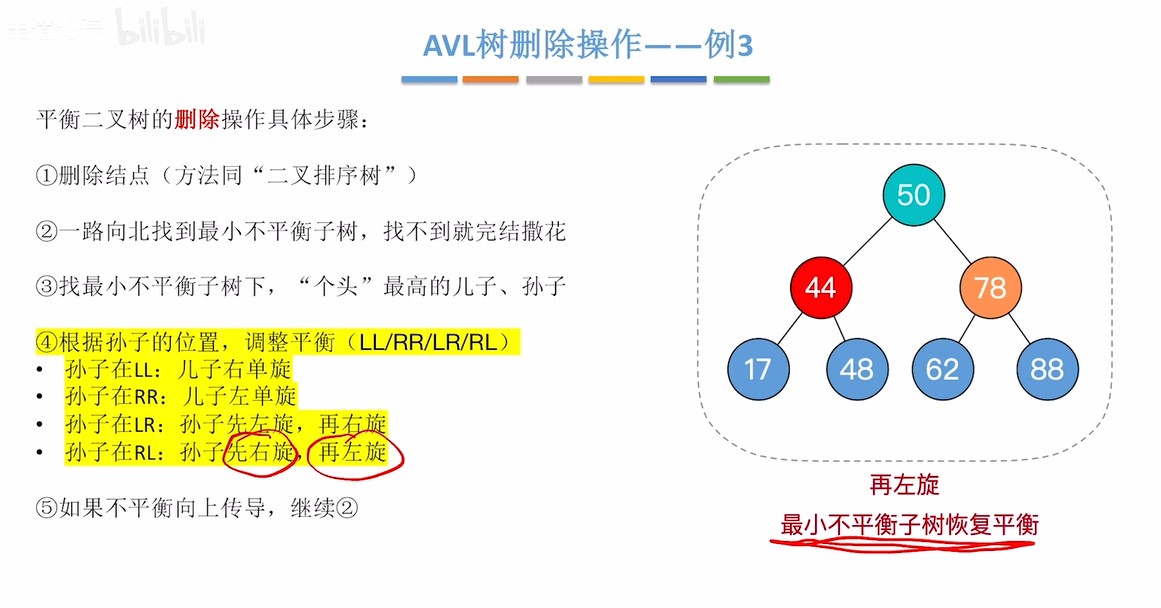 bilibili
AVL树删除操作——例3
平衡二叉树的删除操作具体步骤：
①删除结点（方法同“二叉排序树”）
②一路向北找到最小不平衡子树，找不到就完结撒花
③找最小不平衡子树下，“个头”最高的儿子、孙子
④根据孙子的位置，调整平衡（LL/RR/LR/RL）
• 孙子在LL：儿子右单旋
• 孙子在RR：儿子左单旋
• 孙子在LR：孙子先左旋，再右旋
• 孙子在RL：孙子先右旋，再左旋
⑤如果不平衡向上传导，继续②
50
44 78
17 48 62 88
再左旋
最小不平衡子树恢复平衡